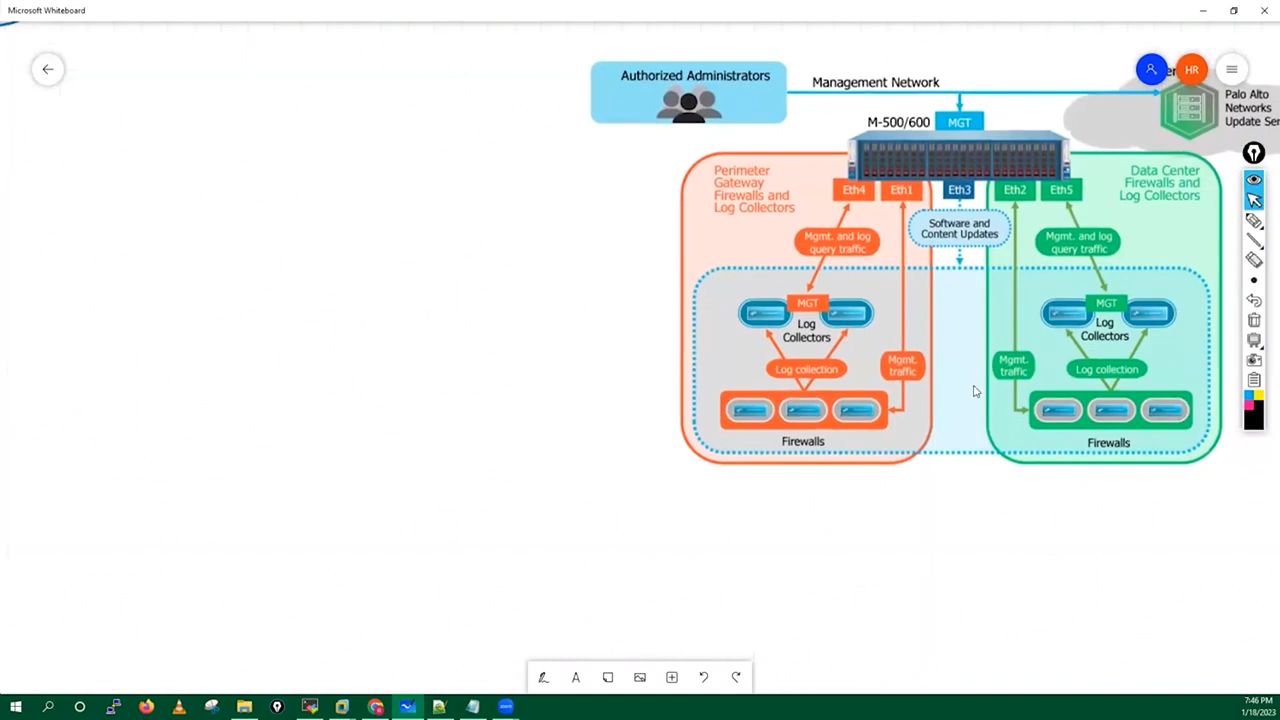 Microsoft Whiteboard
Authorized Administrators
Management Network
HR
Palo Alto
Networks
Update Ser
M-500/600
MGT
Perimeter
Gateway
Firewalls and
Log Collectors
Data Center
Firewalls and
Log Collectors
Eth4
Eth1
Eth3
Eth2
Eth5
Software and
Content Updates
Mgmt. and log
query traffic
Mgmt. and log
query traffic
MGT
Log
Collectors
MGT
Log
Collectors
Log collection
Mgmt.
traffic
Mgmt.
traffic
Log collection
Firewalls
Firewalls
7:46 PM
1/18/2023